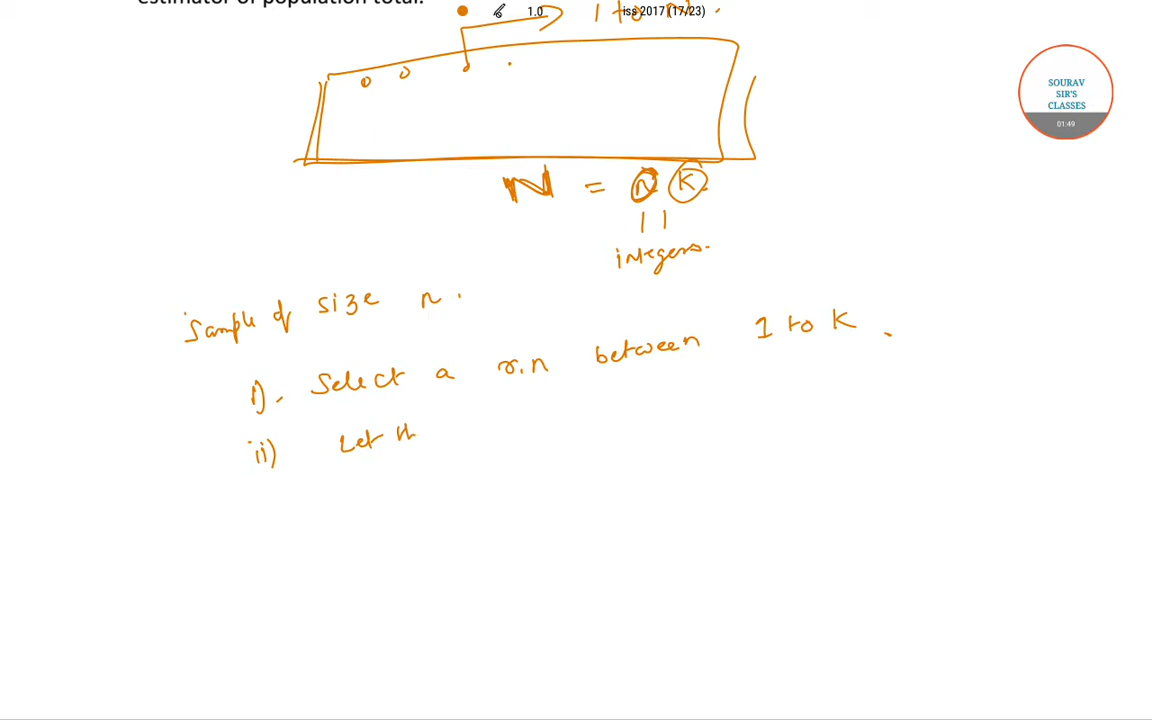 estimator of population total.
1.0
iss 2017 (17/23)
1 to
SOURAV
SIR'S
CLASSES
01:49
N = n K
integers.
Sample of size n.
i). Select a r.n between 1 to K.
ii) Let th